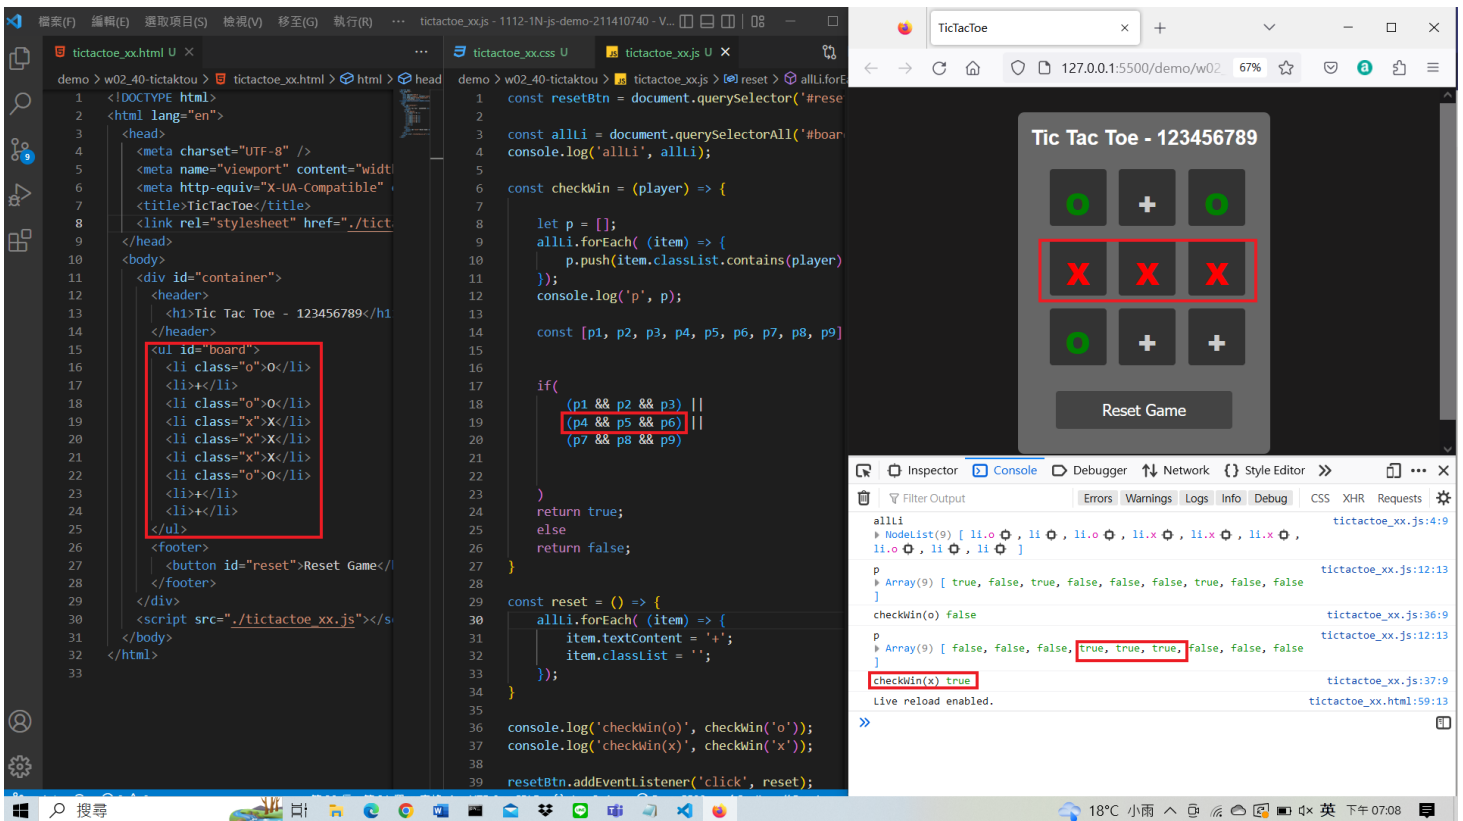 檔案(F) 編輯(E) 選取項目(S) 檢視(V) 移至(G) 執行(R) ··· tictactoe_xx.js - 1112-1N-js-demo-211410740 - V...
tictactoe_xx.html U
demo > w02_40-tictaktou > tictactoe_xx.html > html > head
1 <!DOCTYPE html>
2 <html lang="en">
3 <head>
4 <meta charset="UTF-8" />
5 <meta name="viewport" content="widt
6 <meta http-equiv="X-UA-Compatible"
7 <title>TicTacToe</title>
8 <link rel="stylesheet" href="./tict
9 </head>
10 <body>
11 <div id="container">
12 <header>
13 <h1>Tic Tac Toe - 123456789</h1
14 </header>
15 <ul id="board">
16 <li class="o">O</li>
17 <li>+</li>
18 <li class="o">O</li>
19 <li class="x">X</li>
20 <li class="x">X</li>
21 <li class="x">X</li>
22 <li class="o">O</li>
23 <li>+</li>
24 <li>+</li>
25 </ul>
26 <footer>
27 <button id="reset">Reset Game</
28 </footer>
29 </div>
30 <script src="./tictactoe_xx.js"></s
31 </body>
32 </html>
33
tictactoe_xx.css U
tictactoe_xx.js U
demo > w02_40-tictaktou > tictactoe_xx.js > reset > allLi.forE
1 const resetBtn = document.querySelector('#rese
2
3 const allLi = document.querySelectorAll('#boar
4 console.log('allLi', allLi);
5
6 const checkWin = (player) => {
7
8 let p = [];
9 allLi.forEach( (item) => {
10 p.push(item.classList.contains(player)
11 });
12 console.log('p', p);
13
14 const [p1, p2, p3, p4, p5, p6, p7, p8, p9]
15
16
17 if(
18 (p1 && p2 && p3) ||
19 (p4 && p5 && p6) ||
20 (p7 && p8 && p9)
21
22
23 )
24 return true;
25 else
26 return false;
27 }
28
29 const reset = () => {
30 allLi.forEach( (item) => {
31 item.textContent = '+';
32 item.classList = '';
33 });
34 }
35
36 console.log('checkWin(o)', checkWin('o'));
37 console.log('checkWin(x)', checkWin('x'));
38
39 resetBtn.addEventListener('click', reset);
9
TicTacToe
127.0.0.1:5500/demo/w02_ 67%
Tic Tac Toe - 123456789
O + O
X X X
O + +
Reset Game
Inspector Console Debugger Network Style Editor
Filter Output Errors Warnings Logs Info Debug CSS XHR Requests
allLi tictactoe_xx.js:4:9
NodeList(9) [ li.o , li , li.o , li.x , li.x , li.x ,
li.o , li , li ]
p tictactoe_xx.js:12:13
Array(9) [ true, false, true, false, false, false, true, false, false
]
checkWin(o) false tictactoe_xx.js:36:9
p tictactoe_xx.js:12:13
Array(9) [ false, false, false, true, true, true, false, false, false
]
checkWin(x) true tictactoe_xx.js:37:9
Live reload enabled. tictactoe_xx.html:59:13
搜尋
18°C 小雨 英 下午 07:08